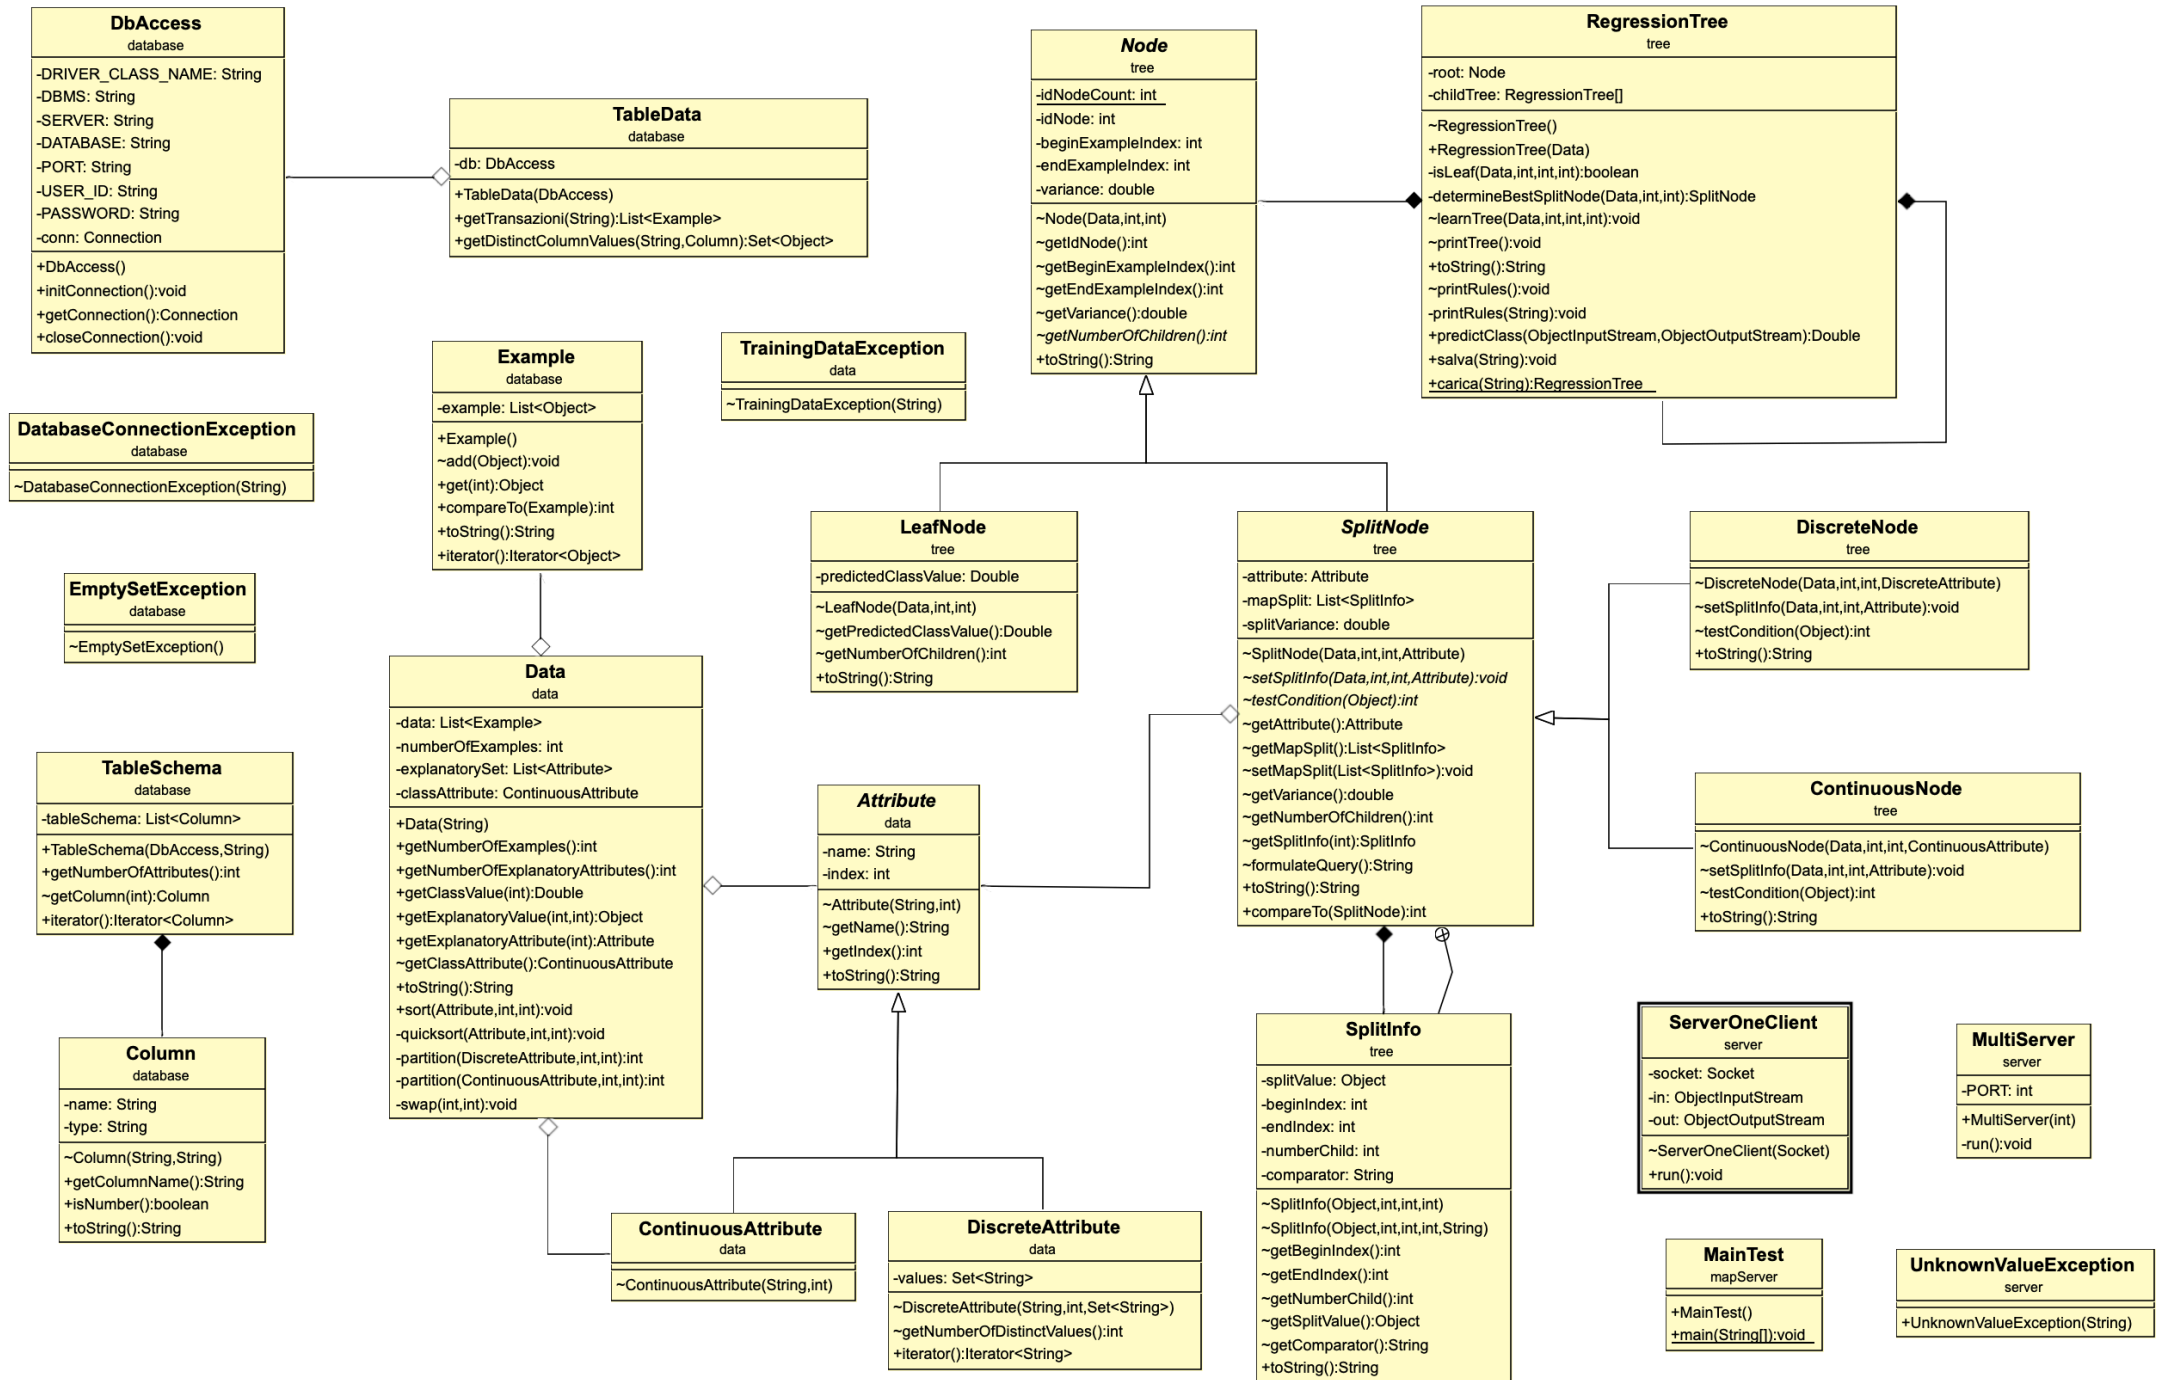 DbAccess
database
-DRIVER_CLASS_NAME: String
-DBMS: String
-SERVER: String
-DATABASE: String
-PORT: String
-USER_ID: String
-PASSWORD: String
-conn: Connection
+DbAccess()
+initConnection():void
+getConnection():Connection
+closeConnection():void
TableData
database
-db: DbAccess
+TableData(DbAccess)
+getTransazioni(String):List<Example>
+getDistinctColumnValues(String,Column):Set<Object>
Node
tree
-idNodeCount: int
-idNode: int
-beginExampleIndex: int
-endExampleIndex: int
-variance: double
~Node(Data,int,int)
~getIdNode():int
~getBeginExampleIndex():int
~getEndExampleIndex():int
~getVariance():double
~getNumberOfChildren():int
+toString():String
RegressionTree
tree
-root: Node
-childTree: RegressionTree[]
~RegressionTree()
+RegressionTree(Data)
-isLeaf(Data,int,int,int):boolean
-determineBestSplitNode(Data,int,int):SplitNode
~learnTree(Data,int,int,int):void
~printTree():void
+toString():String
~printRules():void
-printRules(String):void
+predictClass(ObjectInputStream,ObjectOutputStream):Double
+salva(String):void
+carica(String):RegressionTree
DatabaseConnectionException
database
~DatabaseConnectionException(String)
Example
database
-example: List<Object>
+Example()
~add(Object):void
+get(int):Object
+compareTo(Example):int
+toString():String
+iterator():Iterator<Object>
TrainingDataException
data
~TrainingDataException(String)
EmptySetException
database
~EmptySetException()
LeafNode
tree
-predictedClassValue: Double
~LeafNode(Data,int,int)
~getPredictedClassValue():Double
~getNumberOfChildren():int
+toString():String
SplitNode
tree
-attribute: Attribute
-mapSplit: List<SplitInfo>
-splitVariance: double
~SplitNode(Data,int,int,Attribute)
~setSplitInfo(Data,int,int,Attribute):void
~testCondition(Object):int
~getAttribute():Attribute
~getMapSplit():List<SplitInfo>
~setMapSplit(List<SplitInfo>):void
~getVariance():double
~getNumberOfChildren():int
~getSplitInfo(int):SplitInfo
~formulateQuery():String
+toString():String
+compareTo(SplitNode):int
DiscreteNode
tree
~DiscreteNode(Data,int,int,DiscreteAttribute)
~setSplitInfo(Data,int,int,Attribute):void
~testCondition(Object):int
+toString():String
Data
data
-data: List<Example>
-numberOfExamples: int
-explanatorySet: List<Attribute>
-classAttribute: ContinuousAttribute
+Data(String)
+getNumberOfExamples():int
+getNumberOfExplanatoryAttributes():int
+getClassValue(int):Double
+getExplanatoryValue(int,int):Object
+getExplanatoryAttribute(int):Attribute
~getClassAttribute():ContinuousAttribute
+toString():String
+sort(Attribute,int,int):void
-quicksort(Attribute,int,int):void
-partition(DiscreteAttribute,int,int):int
-partition(ContinuousAttribute,int,int):int
-swap(int,int):void
TableSchema
database
-tableSchema: List<Column>
+TableSchema(DbAccess,String)
+getNumberOfAttributes():int
~getColumn(int):Column
+iterator():Iterator<Column>
Attribute
data
-name: String
-index: int
~Attribute(String,int)
~getName():String
+getIndex():int
+toString():String
ContinuousNode
tree
~ContinuousNode(Data,int,int,ContinuousAttribute)
~setSplitInfo(Data,int,int,Attribute):void
~testCondition(Object):int
+toString():String
Column
database
-name: String
-type: String
~Column(String,String)
+getColumnName():String
+isNumber():boolean
+toString():String
SplitInfo
tree
-splitValue: Object
-beginIndex: int
-endIndex: int
-numberChild: int
-comparator: String
~SplitInfo(Object,int,int,int)
~SplitInfo(Object,int,int,int,String)
~getBeginIndex():int
~getEndIndex():int
~getNumberChild():int
~getSplitValue():Object
~getComparator():String
+toString():String
ServerOneClient
server
-socket: Socket
-in: ObjectInputStream
-out: ObjectOutputStream
~ServerOneClient(Socket)
+run():void
MultiServer
server
-PORT: int
+MultiServer(int)
-run():void
ContinuousAttribute
data
~ContinuousAttribute(String,int)
DiscreteAttribute
data
-values: Set<String>
~DiscreteAttribute(String,int,Set<String>)
~getNumberOfDistinctValues():int
+iterator():Iterator<String>
MainTest
mapServer
+MainTest()
+main(String[]):void
UnknownValueException
server
+UnknownValueException(String)